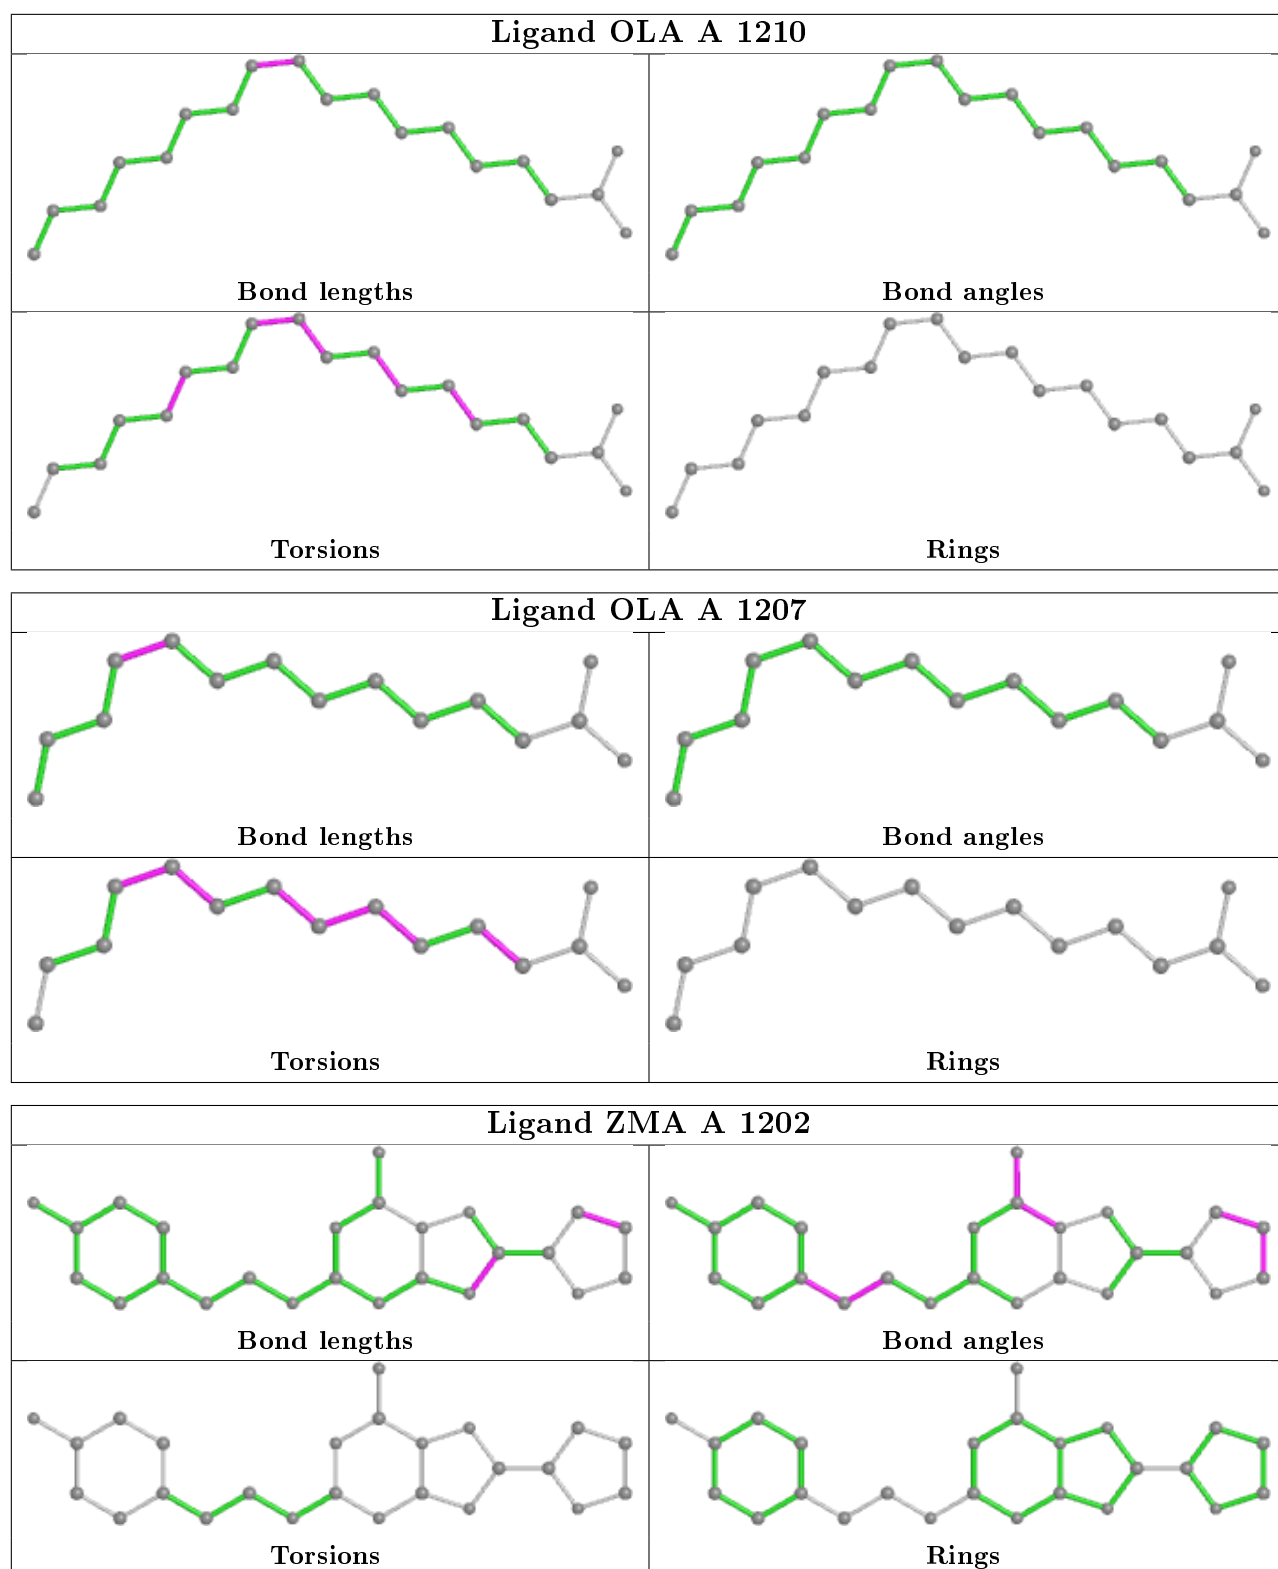 Ligand OLA A 1210
Bond lengths
Bond angles
Torsions
Rings
Ligand OLA A 1207
Bond lengths
Bond angles
Torsions
Rings
Ligand ZMA A 1202
Bond lengths
Bond angles
Torsions
Rings